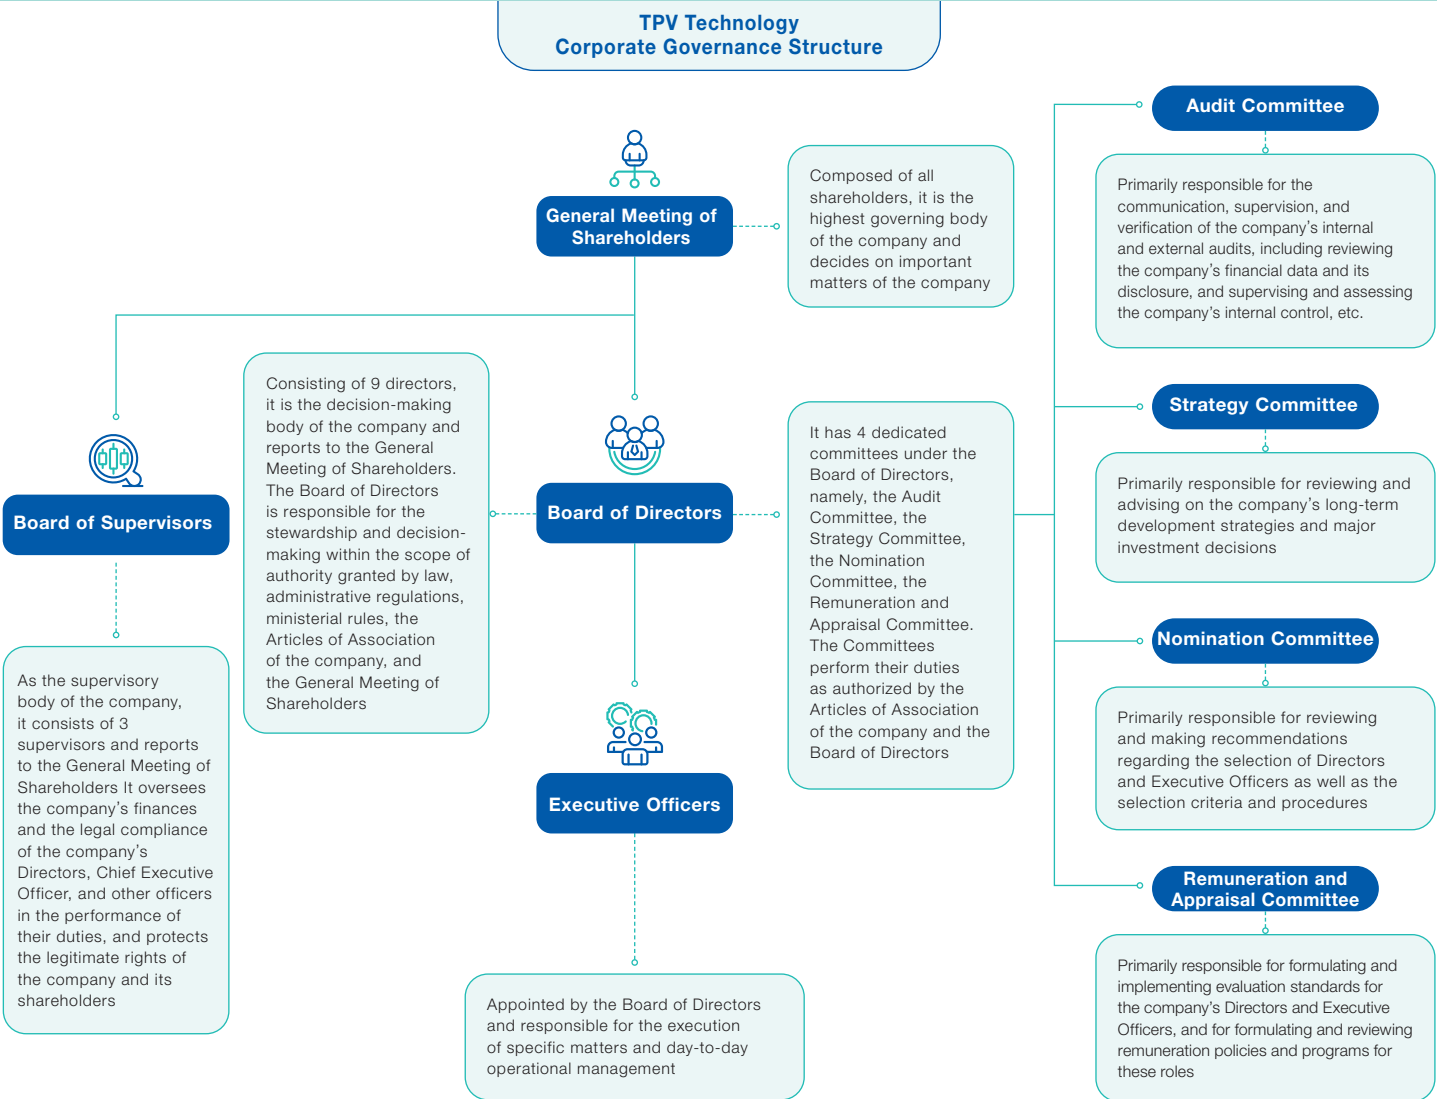 TPV Technology
Corporate Governance Structure
General Meeting of
Shareholders
Composed of all
shareholders, it is the
highest governing body
of the company and
decides on important
matters of the company
Board of Supervisors
As the supervisory
body of the company,
it consists of 3
supervisors and reports
to the General Meeting of
Shareholders It oversees
the company's finances
and the legal compliance
of the company's
Directors, Chief Executive
Officer, and other officers
in the performance of
their duties, and protects
the legitimate rights of
the company and its
shareholders
Consisting of 9 directors,
it is the decision-making
body of the company and
reports to the General
Meeting of Shareholders.
The Board of Directors
is responsible for the
stewardship and decision-
making within the scope of
authority granted by law,
administrative regulations,
ministerial rules, the
Articles of Association
of the company, and
the General Meeting of
Shareholders
Board of Directors
It has 4 dedicated
committees under the
Board of Directors,
namely, the Audit
Committee, the
Strategy Committee,
the Nomination
Committee, the
Remuneration and
Appraisal Committee.
The Committees
perform their duties
as authorized by the
Articles of Association
of the company and the
Board of Directors
Executive Officers
Appointed by the Board of Directors
and responsible for the execution
of specific matters and day-to-day
operational management
Audit Committee
Primarily responsible for the
communication, supervision, and
verification of the company's internal
and external audits, including reviewing
the company's financial data and its
disclosure, and supervising and assessing
the company's internal control, etc.
Strategy Committee
Primarily responsible for reviewing and
advising on the company's long-term
development strategies and major
investment decisions
Nomination Committee
Primarily responsible for reviewing
and making recommendations
regarding the selection of Directors
and Executive Officers as well as the
selection criteria and procedures
Remuneration and
Appraisal Committee
Primarily responsible for formulating and
implementing evaluation standards for
the company's Directors and Executive
Officers, and for formulating and reviewing
remuneration policies and programs for
these roles